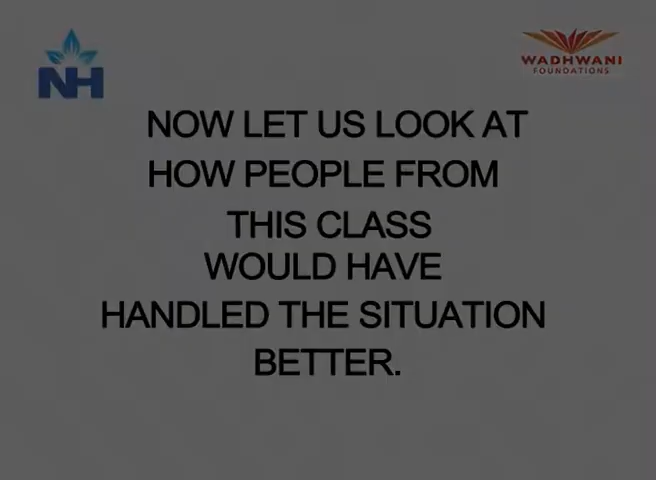 NH
WADHWANI
FOUNDATIONS
NOW LET US LOOK AT
HOW PEOPLE FROM
THIS CLASS
WOULD HAVE
HANDLED THE SITUATION
BETTER.